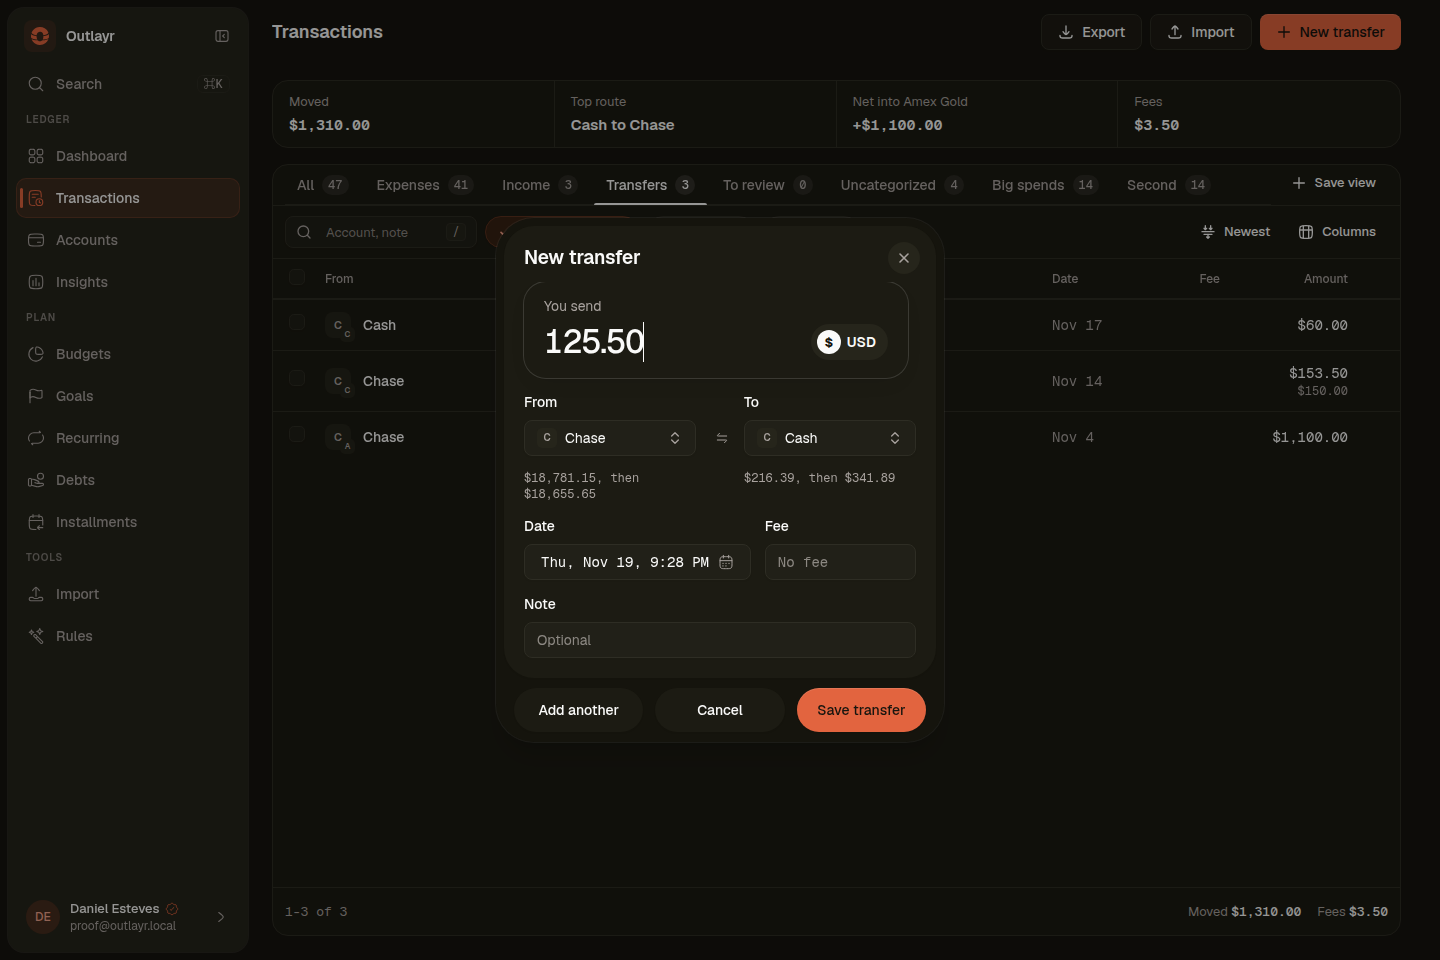 Outlayr
Search ⌘K
LEDGER
Dashboard
Transactions
Accounts
Insights
PLAN
Budgets
Goals
Recurring
Debts
Installments
TOOLS
Import
Rules
DE
Daniel Esteves
proof@outlayr.local
Transactions
Export
Import
New transfer
Moved
$1,310.00
Top route
Cash to Chase
Net into Amex Gold
+$1,100.00
Fees
$3.50
All 47
Expenses 41
Income 3
Transfers 3
To review 0
Uncategorized 4
Big spends 14
Second 14
Save view
Account, note /
Newest
Columns
From
Date
Fee
Amount
C C Cash
Nov 17
$60.00
C C Chase
Nov 14
$153.50
$150.00
C A Chase
Nov 4
$1,100.00
New transfer
You send
125.50
$ USD
From
To
C Chase
C Cash
$18,781.15, then
$18,655.65
$216.39, then $341.89
Date
Fee
Thu, Nov 19, 9:28 PM
No fee
Note
Optional
Add another
Cancel
Save transfer
1-3 of 3
Moved $1,310.00
Fees $3.50